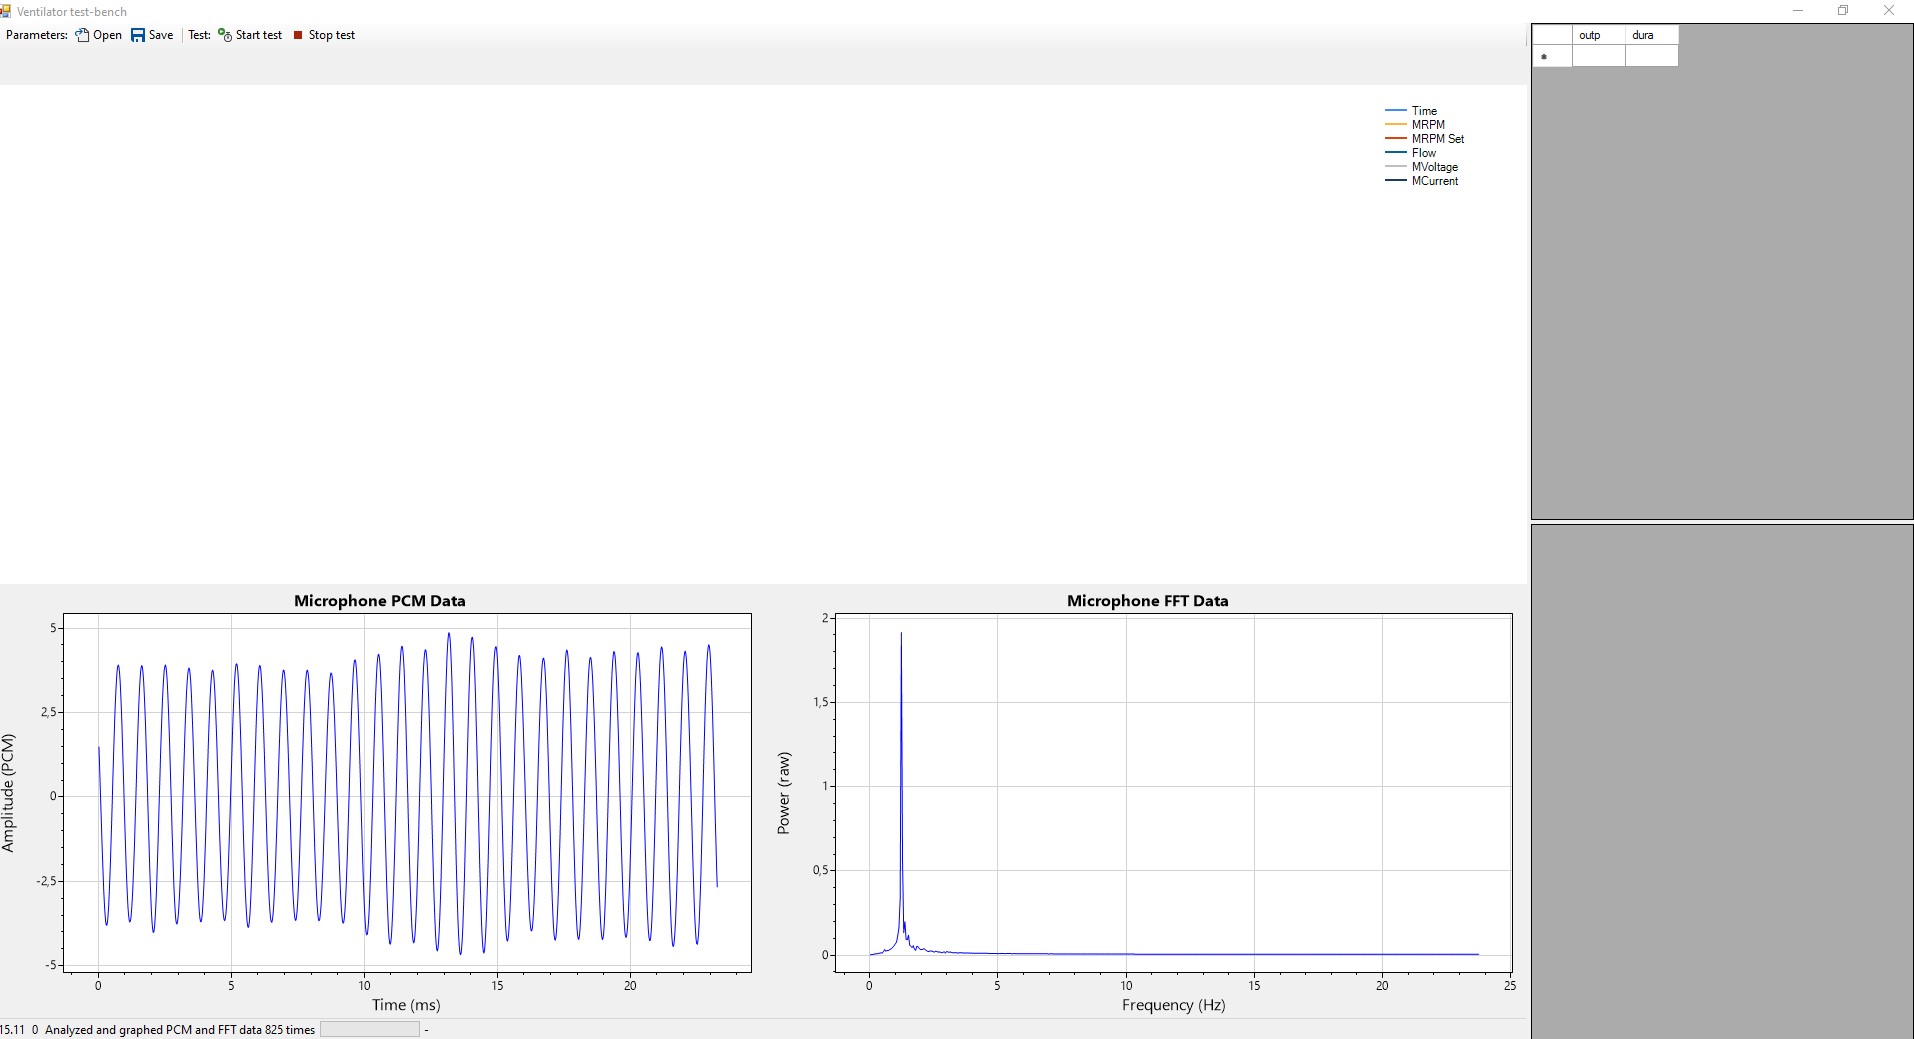 Ventilator test-bench
Parameters: Open Save Test: Start test Stop test
outp dura
Time
MRPM
MRPM Set
Flow
MVoltage
MCurrent
Microphone PCM Data
5
2,5
0
-2,5
-5
Amplitude (PCM)
0 5 10 15 20
Time (ms)
Microphone FFT Data
2
1,5
1
0,5
0
Power (raw)
0 5 10 15 20 25
Frequency (Hz)
15.11 0 Analyzed and graphed PCM and FFT data 825 times -